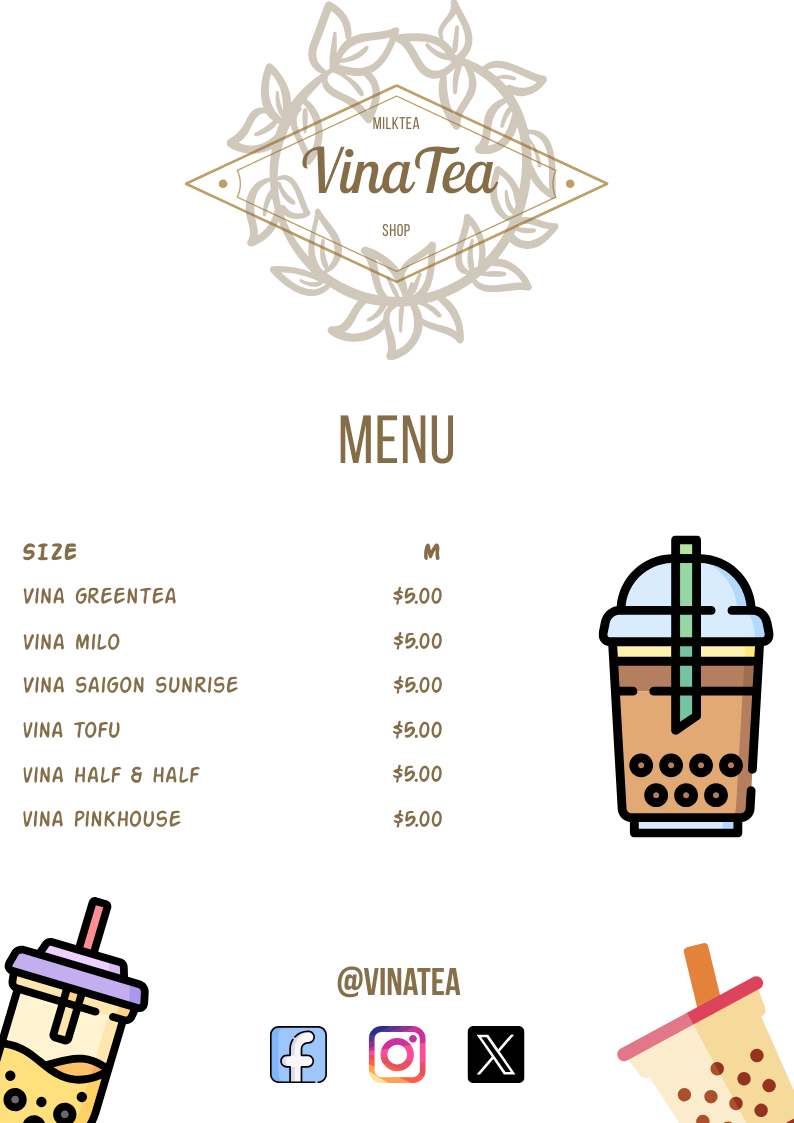 MILKTEA
VinaTea
SHOP
MENU
SIZE M
VINA GREENTEA $5.00
VINA MILO $5.00
VINA SAIGON SUNRISE $5.00
VINA TOFU $5.00
VINA HALF & HALF $5.00
VINA PINKHOUSE $5.00
@VINATEA